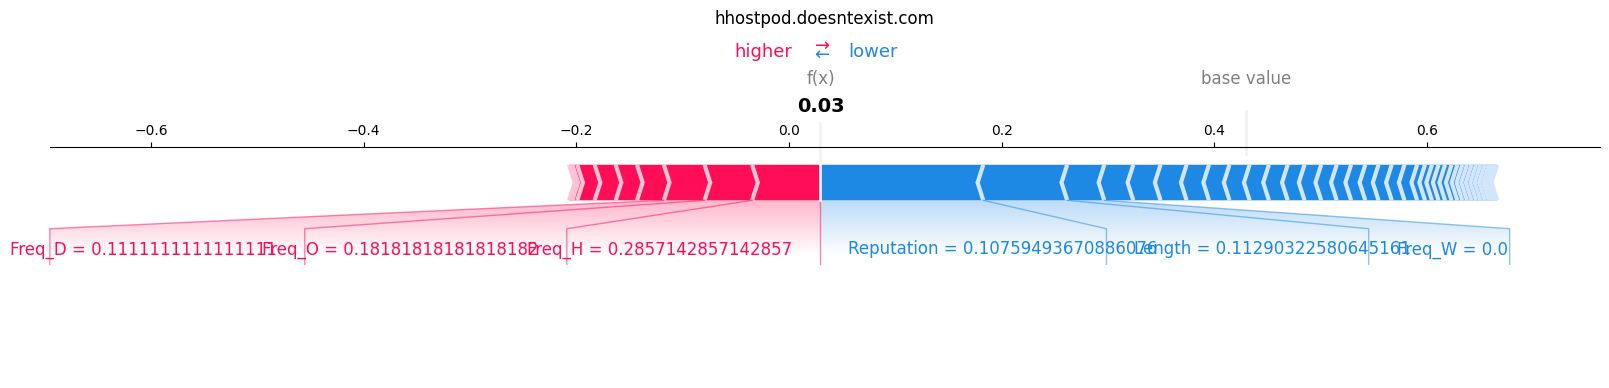 hhostpod.doesntexist.com
higher ⇄ lower
f(x) base value
0.03
−0.6 −0.4 −0.2 0.0 0.2 0.4 0.6
Freq_D = 0.1111111111111111 Freq_O = 0.18181818181818182 Freq_H = 0.2857142857142857 Reputation = 0.10759493670886076 Length = 0.11290322580645161 Freq_W = 0.0